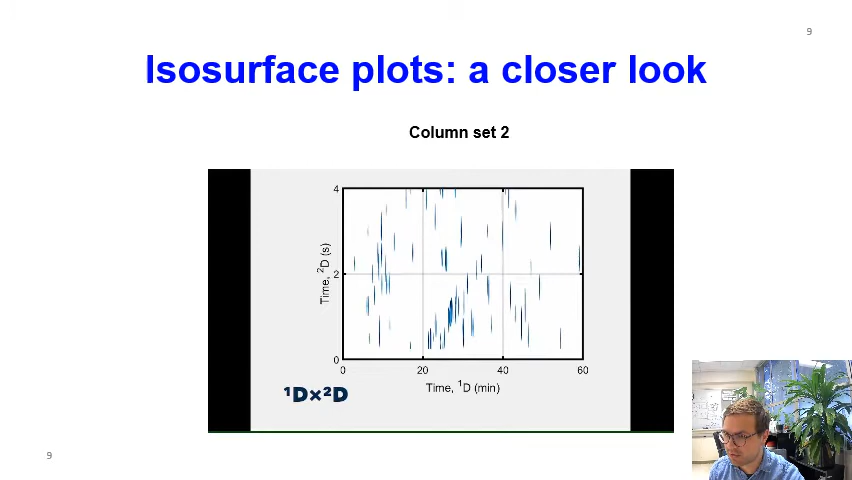 9
Isosurface plots: a closer look
Column set 2
4
2
0
Time, ²D (s)
0 20 40 60
Time, ¹D (min)
¹D×²D
9